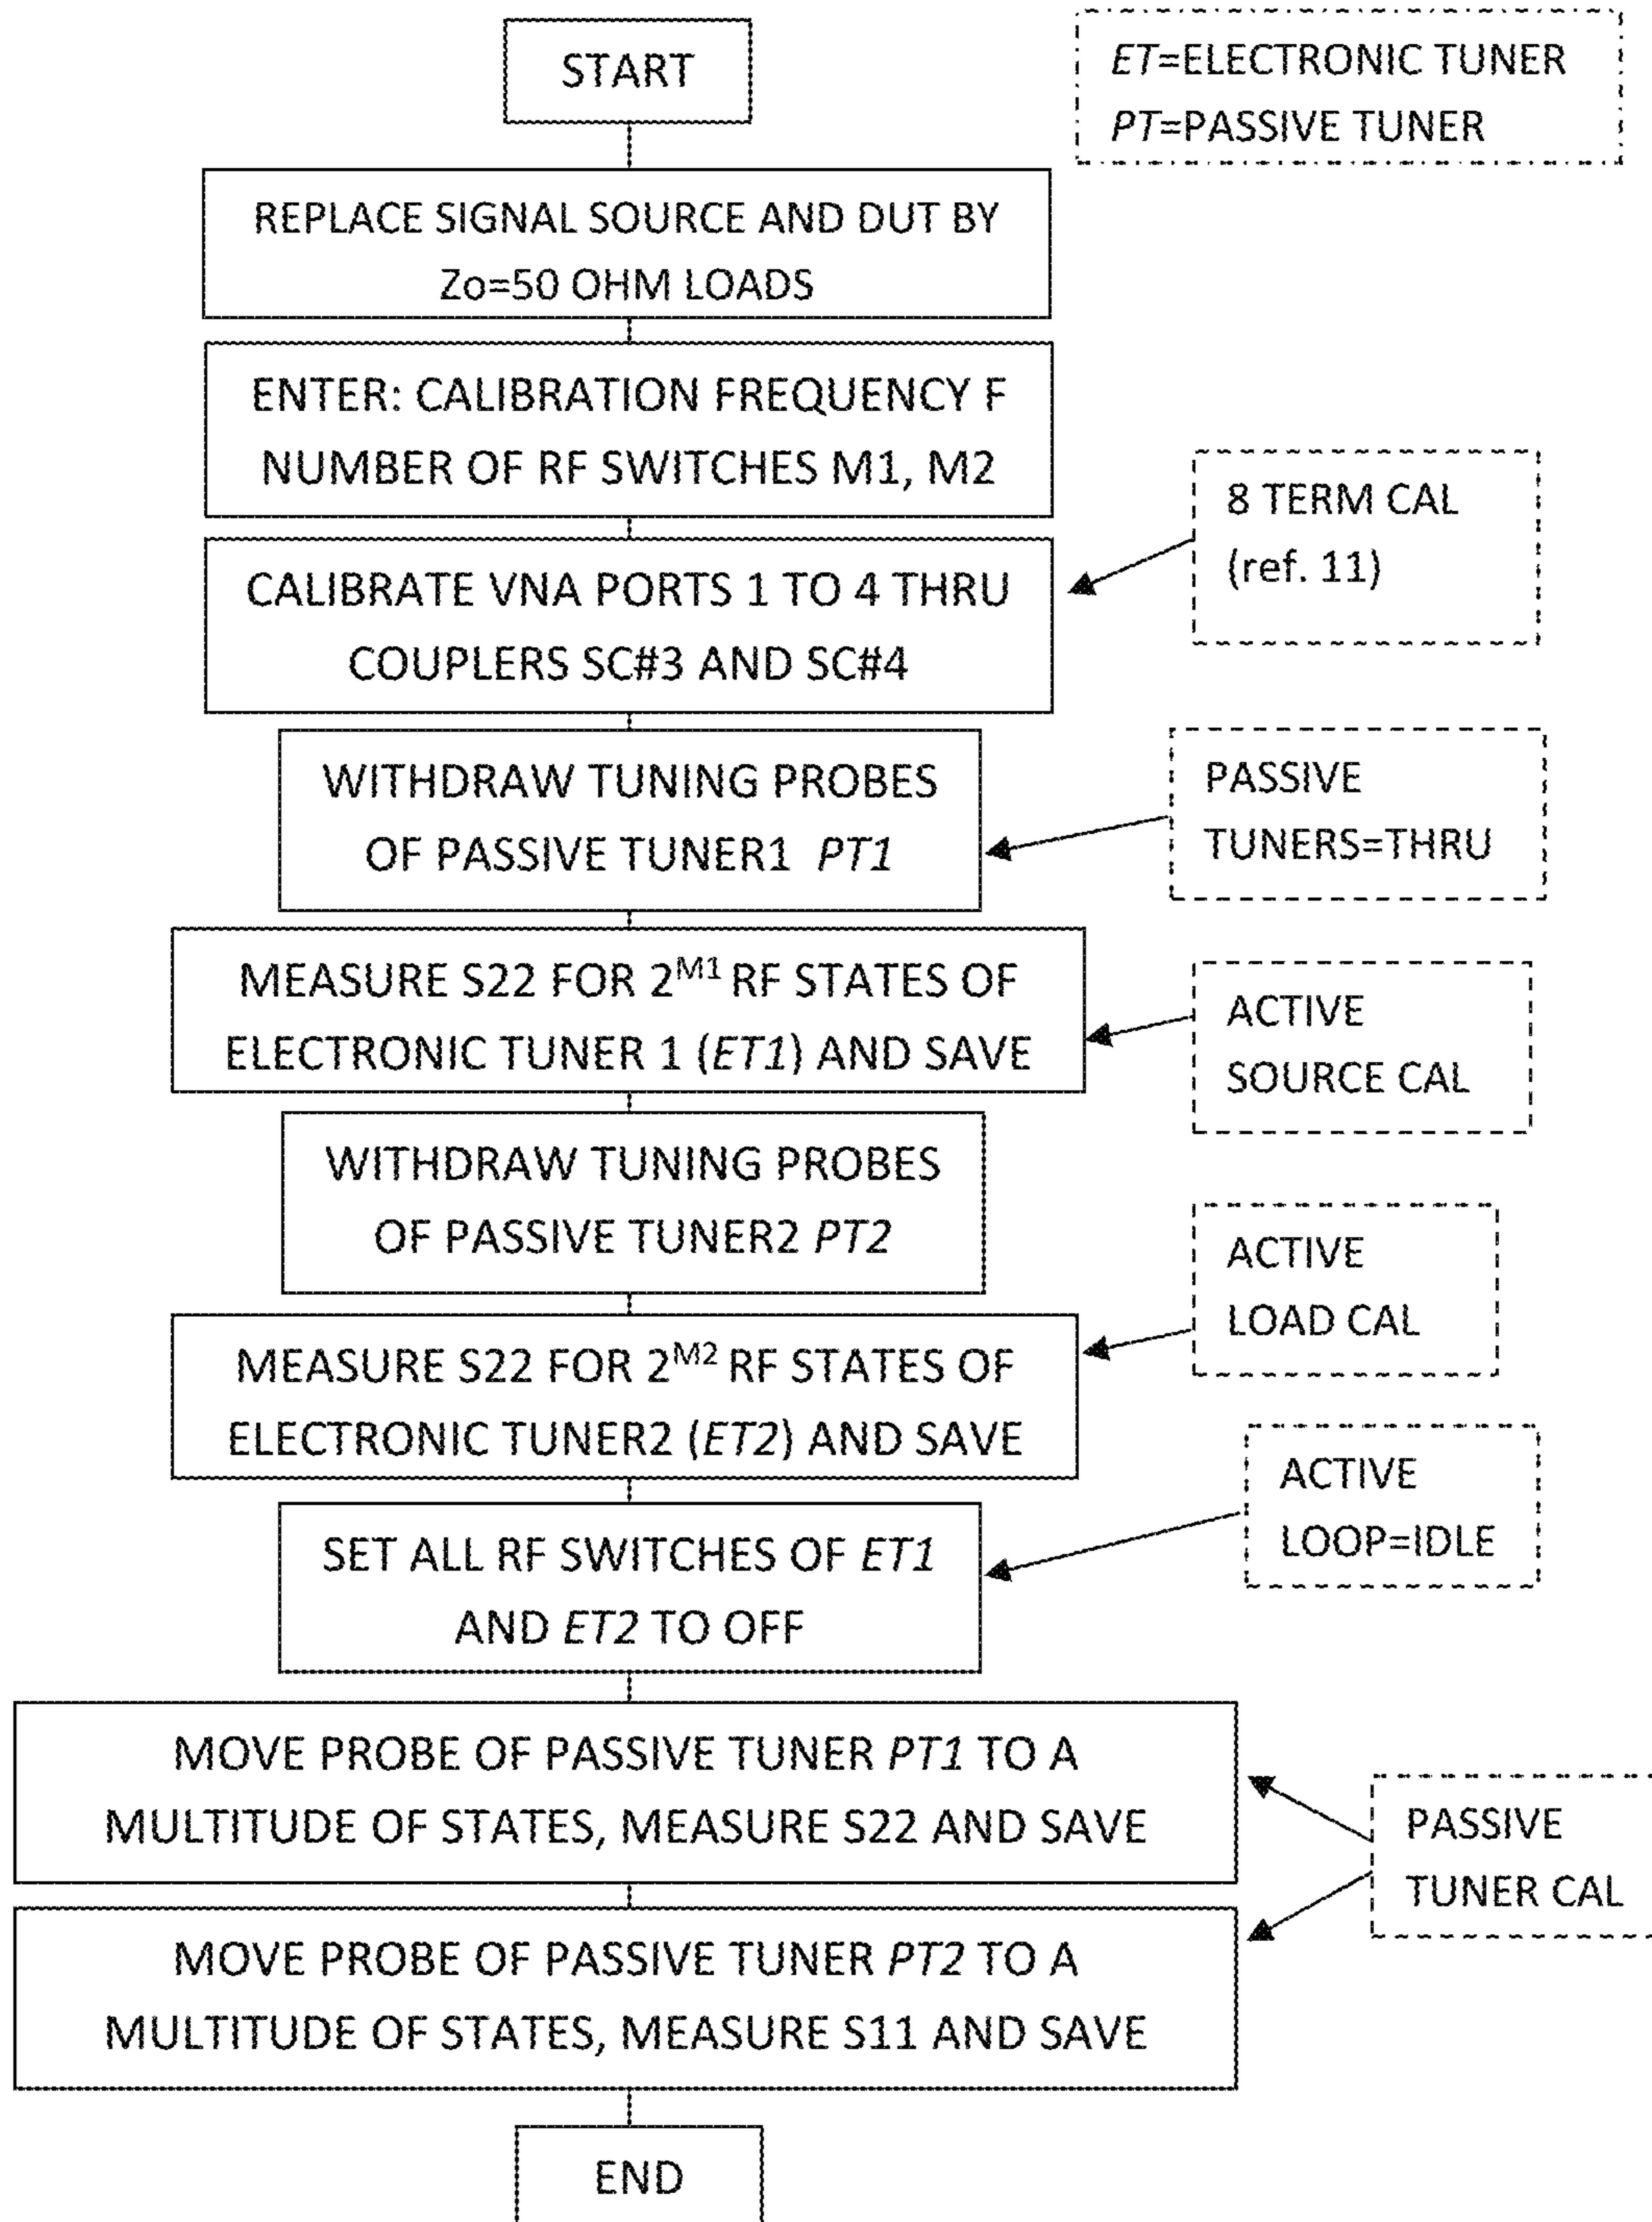 START
ET=ELECTRONIC TUNER
PT=PASSIVE TUNER
REPLACE SIGNAL SOURCE AND DUT BY
Zo=50 OHM LOADS
ENTER: CALIBRATION FREQUENCY F
NUMBER OF RF SWITCHES M1, M2
8 TERM CAL
(ref. 11)
CALIBRATE VNA PORTS 1 TO 4 THRU
COUPLERS SC#3 AND SC#4
WITHDRAW TUNING PROBES
OF PASSIVE TUNER1 PT1
PASSIVE
TUNERS=THRU
MEASURE S22 FOR 2^M1 RF STATES OF
ELECTRONIC TUNER 1 (ET1) AND SAVE
ACTIVE
SOURCE CAL
WITHDRAW TUNING PROBES
OF PASSIVE TUNER2 PT2
ACTIVE
LOAD CAL
MEASURE S22 FOR 2^M2 RF STATES OF
ELECTRONIC TUNER2 (ET2) AND SAVE
ACTIVE
LOOP=IDLE
SET ALL RF SWITCHES OF ET1
AND ET2 TO OFF
MOVE PROBE OF PASSIVE TUNER PT1 TO A
MULTITUDE OF STATES, MEASURE S22 AND SAVE
PASSIVE
TUNER CAL
MOVE PROBE OF PASSIVE TUNER PT2 TO A
MULTITUDE OF STATES, MEASURE S11 AND SAVE
END